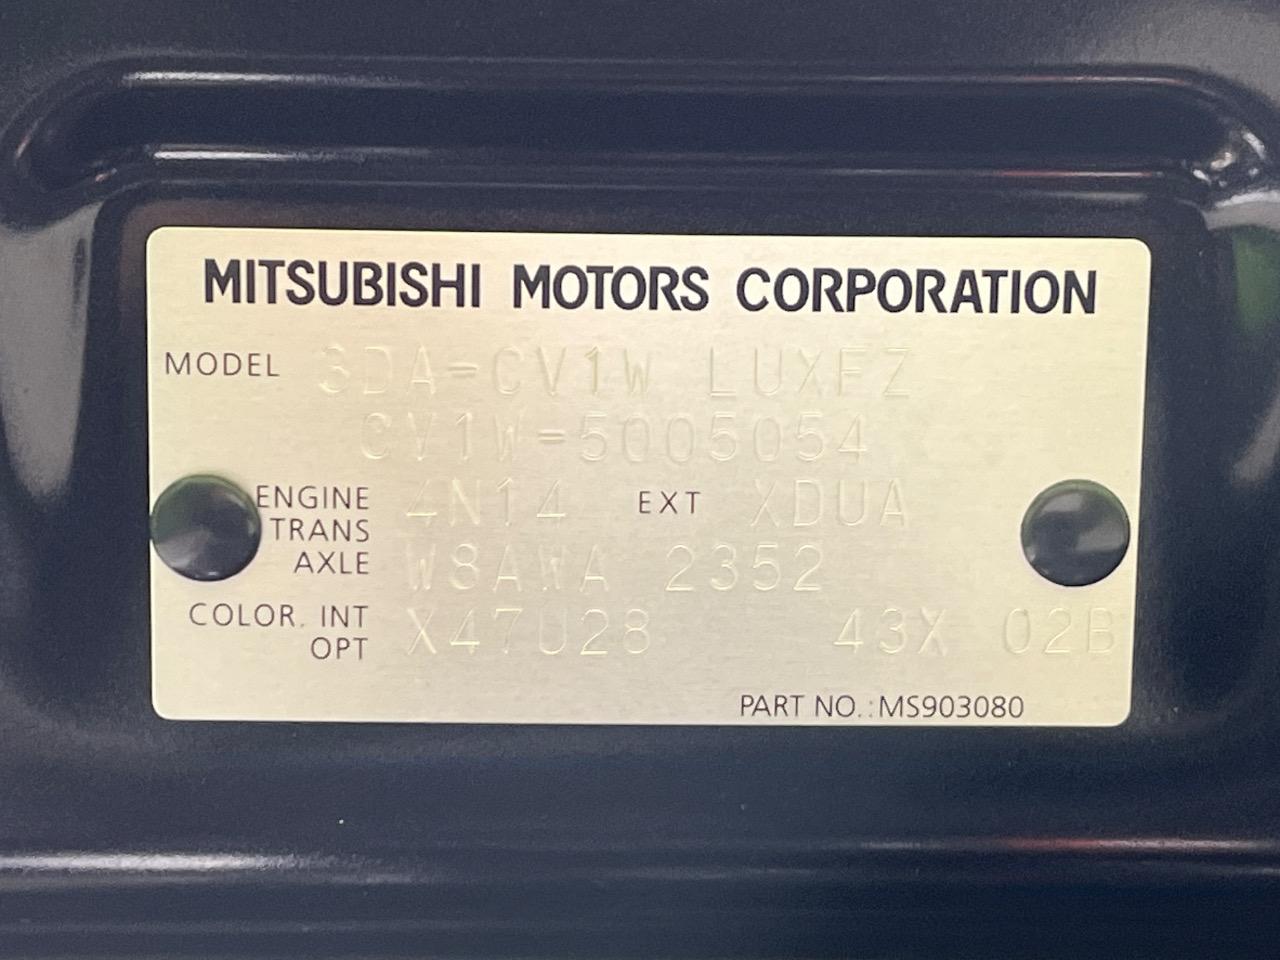 MITSUBISHI MOTORS CORPORATION
MODEL 3DA-CV1W LUXFZ
CV1W-5005054
ENGINE 4N14 EXT XDUA
TRANS
AXLE W8AWA 2352
COLOR. INT
OPT X47U28 43X 02B
PART NO.:MS903080